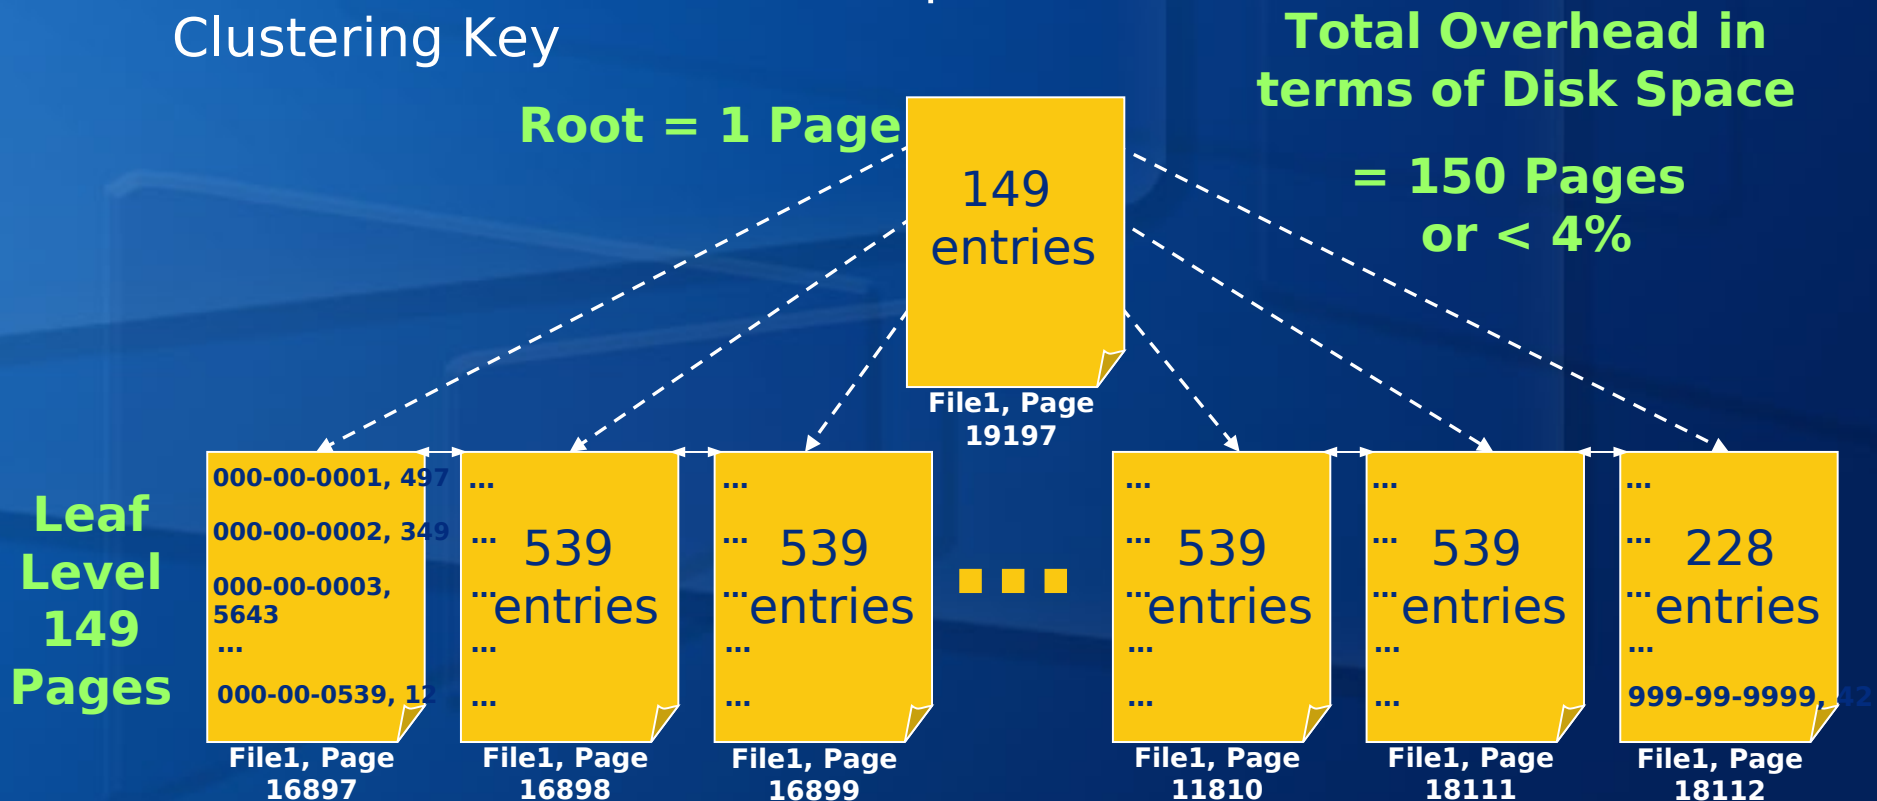 Clustering Key
Total Overhead in
terms of Disk Space
= 150 Pages
or < 4%
Root = 1 Page
149
entries
File1, Page
19197
Leaf
Level
149
Pages
000-00-0001, 497
000-00-0002, 349
000-00-0003,
5643
…
000-00-0539, 12
File1, Page
16897
…
…
…
…
…
539
entries
File1, Page
16898
…
…
…
…
…
539
entries
File1, Page
16899
...
…
…
…
…
…
539
entries
File1, Page
11810
…
…
…
…
…
539
entries
File1, Page
18111
…
…
…
…
228
entries
999-99-9999, 42
File1, Page
18112